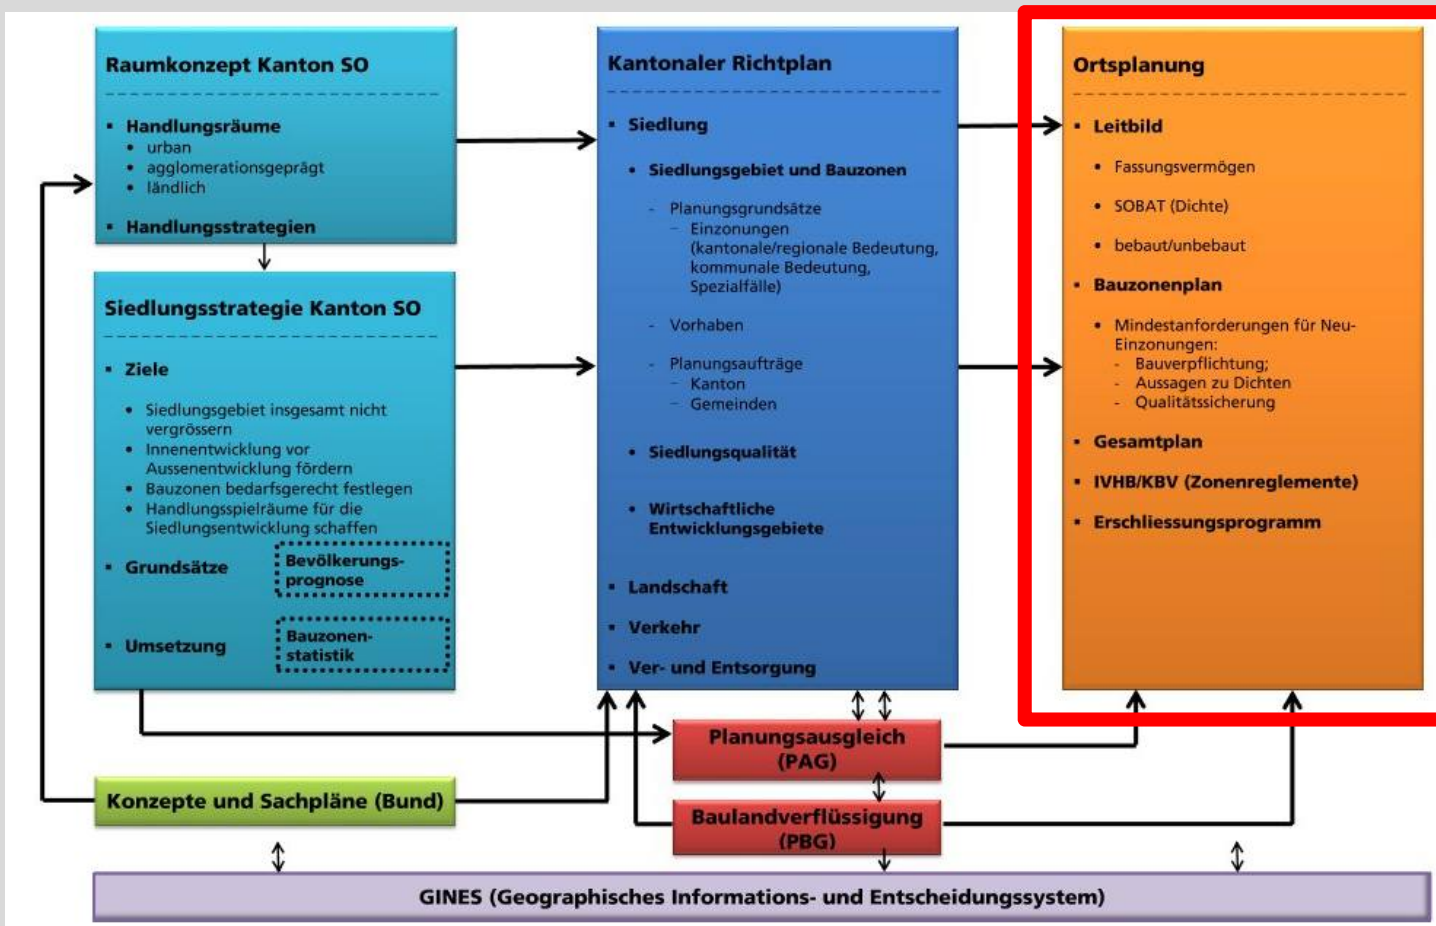 Raumkonzept Kanton SO
Handlungsräume
urban
agglomerationsgeprägt
ländlich
Handlungsstrategien
Siedlungsstrategie Kanton SO
Ziele
Siedlungsgebiet insgesamt nicht
vergrössern
Innenentwicklung vor
Aussenentwicklung fördern
Bauzonen bedarfsgerecht festlegen
Handlungsspielräume für die
Siedlungsentwicklung schaffen
Grundsätze
Bevölkerungs-
prognose
Umsetzung
Bauzonen-
statistik
Konzepte und Sachpläne (Bund)
Kantonaler Richtplan
Siedlung
Siedlungsgebiet und Bauzonen
- Planungsgrundsätze
− Einzonungen
(kantonale/regionale Bedeutung,
kommunale Bedeutung,
Spezialfälle)
- Vorhaben
- Planungsaufträge
− Kanton
− Gemeinden
Siedlungsqualität
Wirtschaftliche
Entwicklungsgebiete
Landschaft
Verkehr
Ver- und Entsorgung
Planungsausgleich
(PAG)
Baulandverflüssigung
(PBG)
Ortsplanung
Leitbild
Fassungsvermögen
SOBAT (Dichte)
bebaut/unbebaut
Bauzonenplan
Mindestanforderungen für Neu-
Einzonungen:
- Bauverpflichtung;
- Aussagen zu Dichten
- Qualitätssicherung
Gesamtplan
IVHB/KBV (Zonenreglemente)
Erschliessungsprogramm
GINES (Geographisches Informations- und Entscheidungssystem)